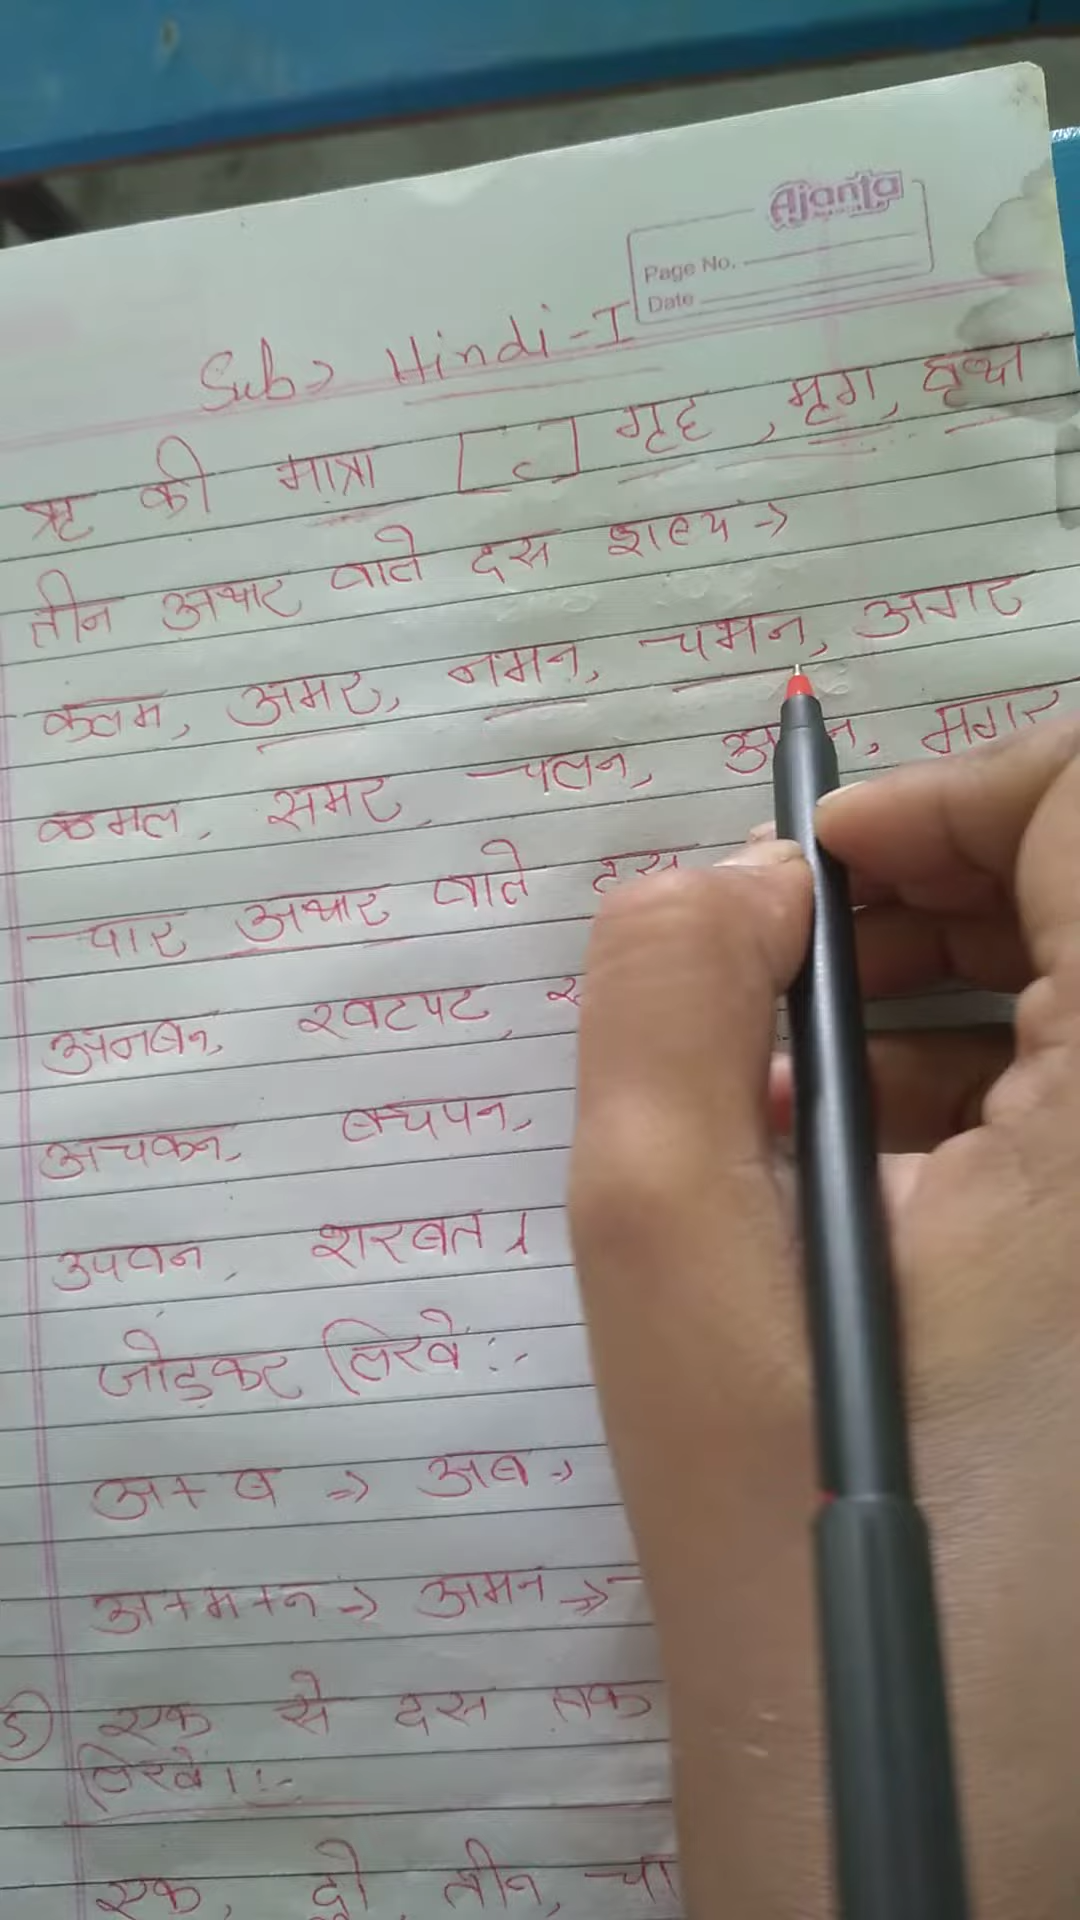 Ajanta
Page No.
Date
Sub> Hindi-I
ऋ की मात्रा [ ृ ] गृह, मृग, वृक्ष
तीन अक्षर वाले दस शब्द →
कलम, अमर, नमन, चमन, अगर
कमल, समर, चलन, मगर
चार अक्षर वाले दस
अनबन, खटपट,
अचकन, बचपन,
उपवन, शरबत।
जोड़कर लिखें:-
अ+ब → अब →
अ+म+न → अमन →
5 एक से दस तक
लिखें।:-
एक, दो, तीन, चा